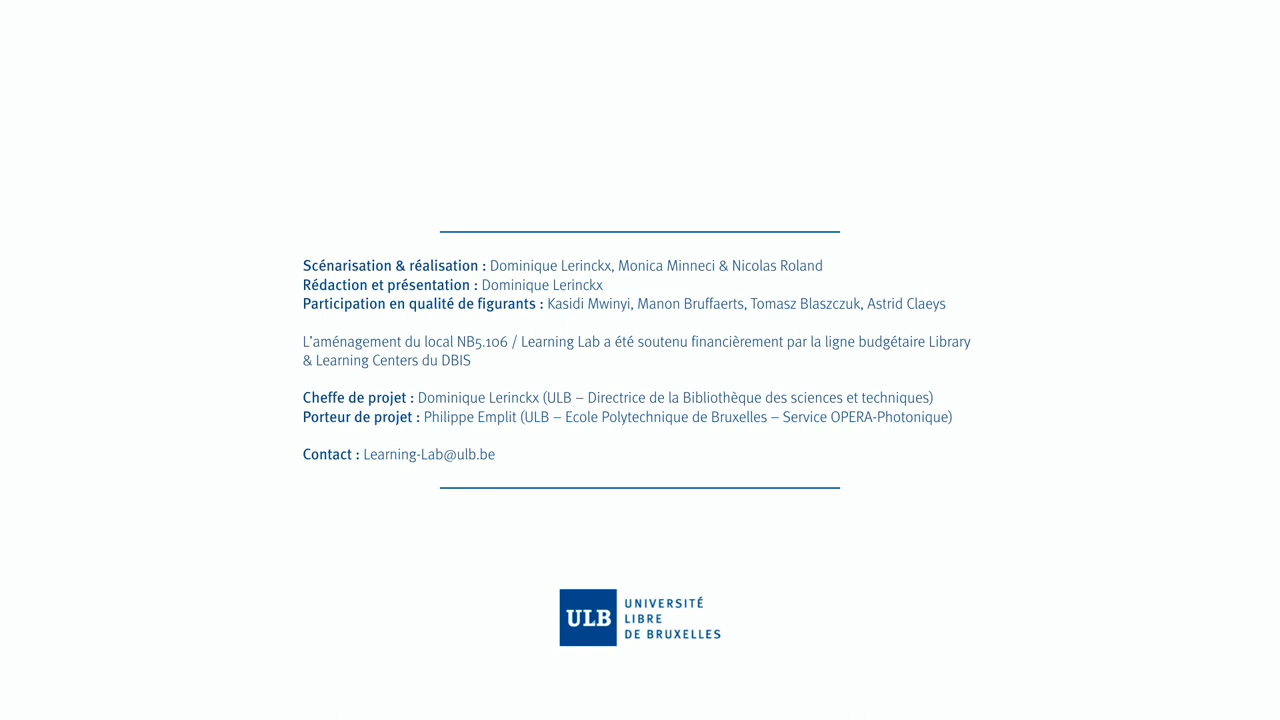 Scénarisation & réalisation : Dominique Lerinckx, Monica Minneci & Nicolas Roland
Rédaction et présentation : Dominique Lerinckx
Participation en qualité de figurants : Kasidi Mwinyi, Manon Bruffaerts, Tomasz Blaszczuk, Astrid Claeys
L'aménagement du local NB5.106 / Learning Lab a été soutenu financièrement par la ligne budgétaire Library
& Learning Centers du DBIS
Cheffe de projet : Dominique Lerinckx (ULB – Directrice de la Bibliothèque des sciences et techniques)
Porteur de projet : Philippe Emplit (ULB – Ecole Polytechnique de Bruxelles – Service OPERA-Photonique)
Contact : Learning-Lab@ulb.be
ULB
UNIVERSITÉ
LIBRE
DE BRUXELLES